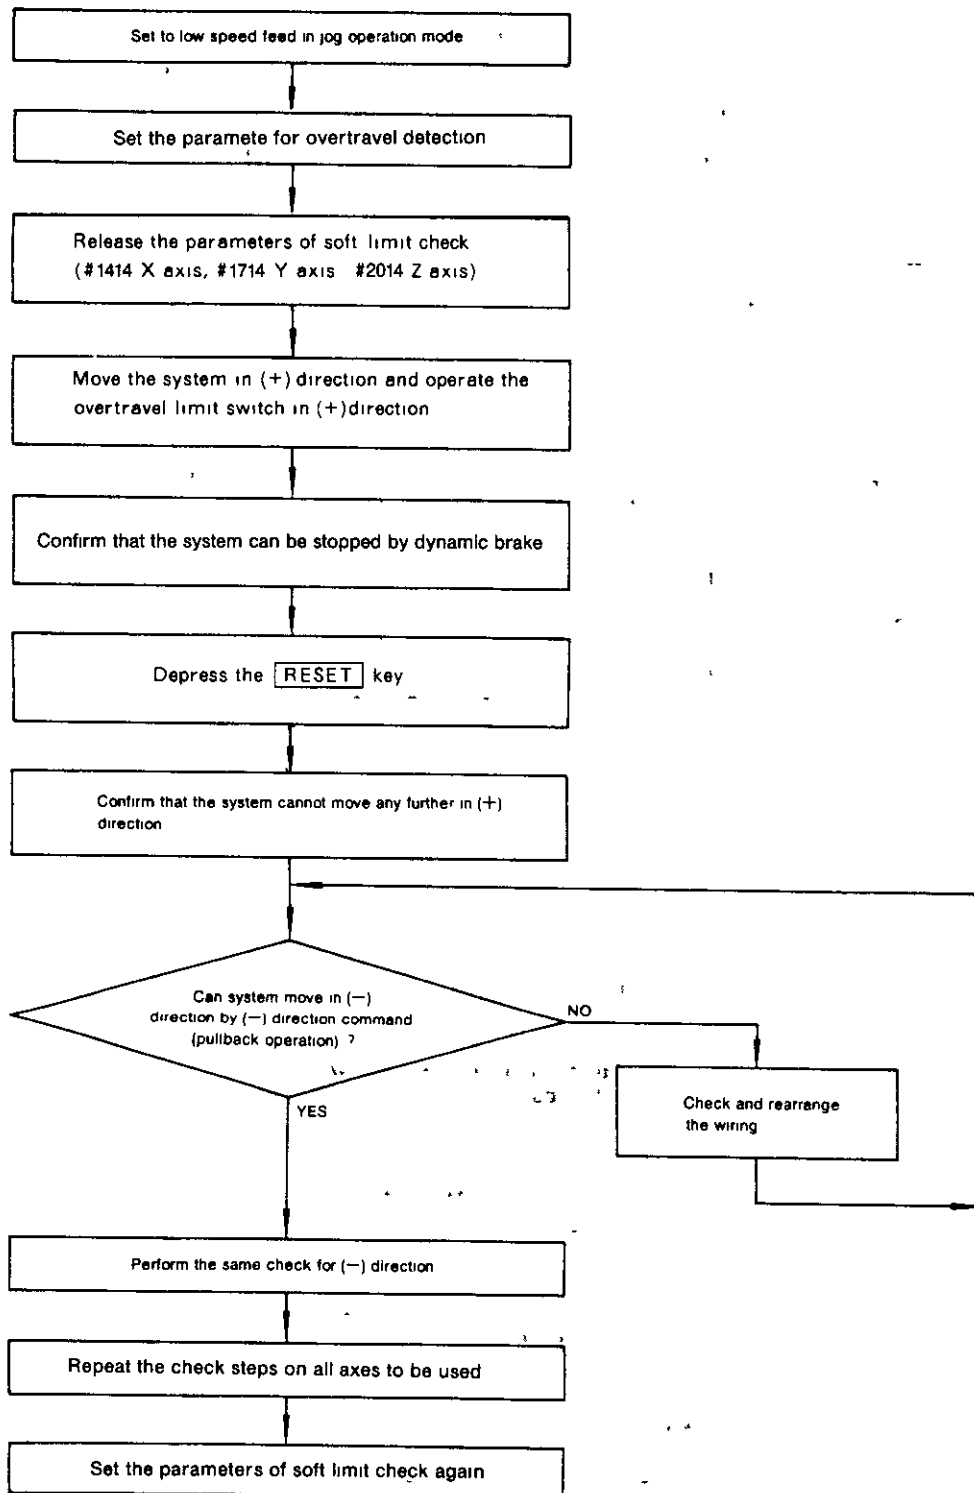 Set to low speed feed in jog operation mode
Set the paramete for overtravel detection
Release the parameters of soft limit check
(#1414 X axis, #1714 Y axis #2014 Z axis)
Move the system in (+) direction and operate the
overtravel limit switch in (+)direction
Confirm that the system can be stopped by dynamic brake
Depress the RESET key
Confirm that the system cannot move any further in (+)
direction
Can system move in (−)
direction by (−) direction command
(pullback operation) ?
NO
Check and rearrange
the wiring
YES
Perform the same check for (−) direction
Repeat the check steps on all axes to be used
Set the parameters of soft limit check again